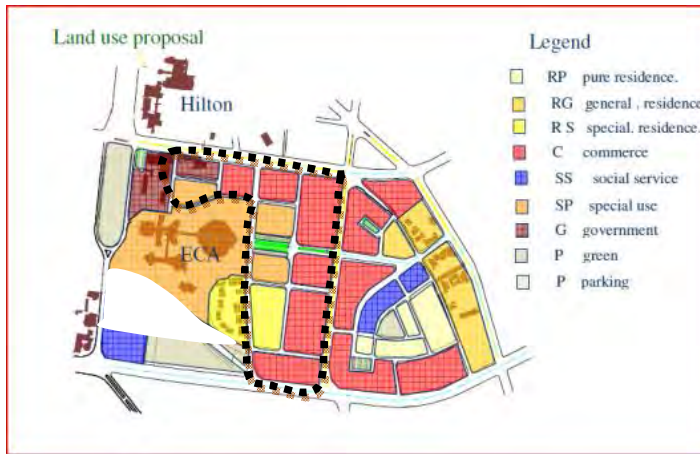 Land use proposal
Hilton
ECA
Legend
RP pure residence.
RG general . residence
R S special. residence.
C commerce
SS social service
SP special use
G government
P green
P parking